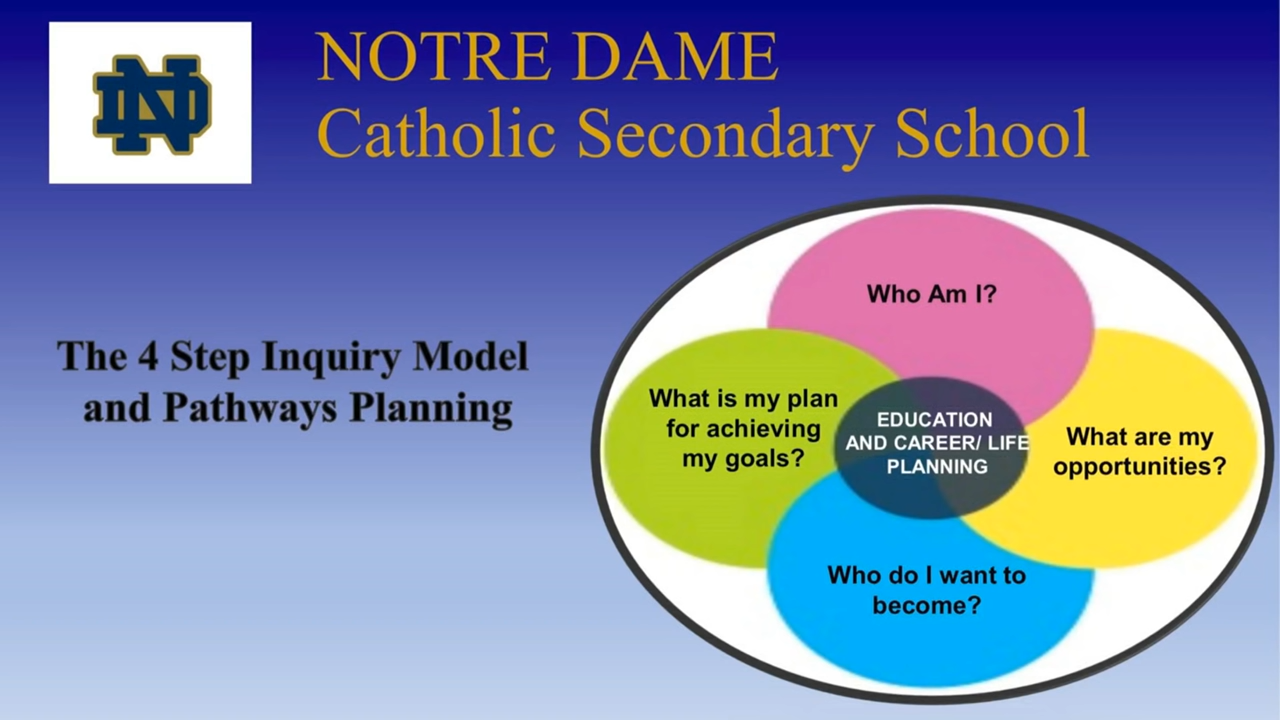 ND
NOTRE DAME
Catholic Secondary School
The 4 Step Inquiry Model
and Pathways Planning
Who Am I?
What is my plan
for achieving
my goals?
EDUCATION
AND CAREER/ LIFE
PLANNING
What are my
opportunities?
Who do I want to
become?